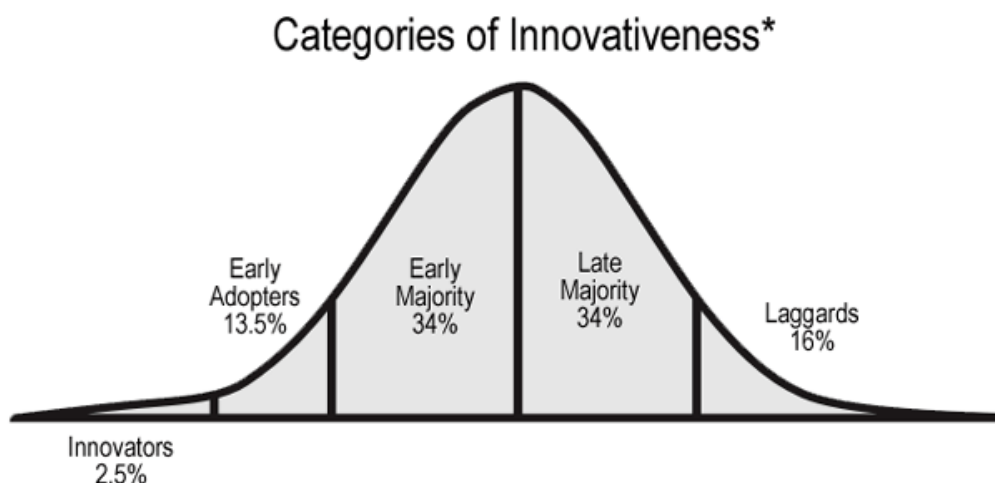 Categories of Innovativeness*
Early
Adopters
13.5%
Early
Majority
34%
Late
Majority
34%
Laggards
16%
Innovators
2.5%